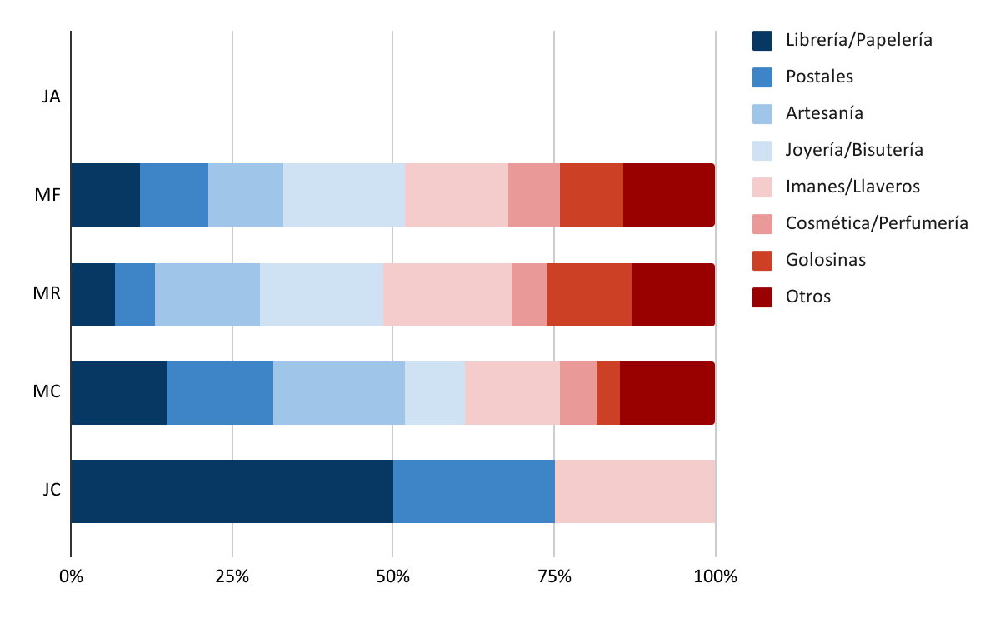 JA
MF
MR
MC
JC
0% 25% 50% 75% 100%
Librería/Papelería
Postales
Artesanía
Joyería/Bisutería
Imanes/Llaveros
Cosmética/Perfumería
Golosinas
Otros